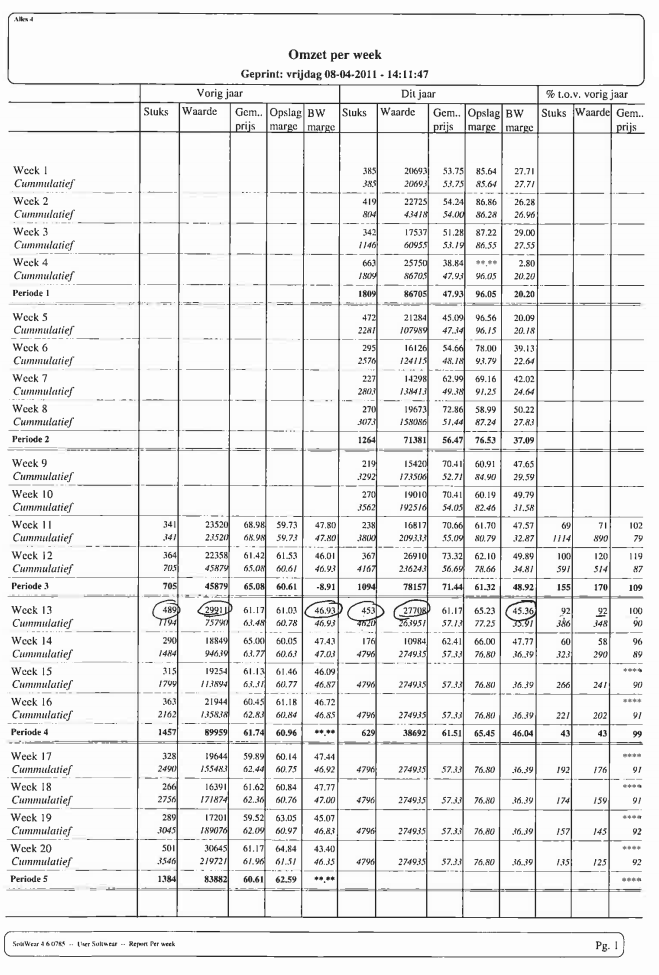 Alles 4
Omzet per week
Geprint: vrijdag 08-04-2011 - 14:11:47
Vorig jaar Dit jaar % t.o.v. vorig jaar
Stuks Waarde Gem.. Opslag BW Stuks Waarde Gem.. Opslag BW Stuks Waarde Gem..
prijs marge marge prijs marge marge prijs
Week 1 385 20693 53.75 85.64 27.71
Cummulatief 385 20693 53.75 85.64 27.71
Week 2 419 22725 54.24 86.86 26.28
Cummulatief 804 43418 54.00 86.28 26.96
Week 3 342 17537 51.28 87.22 29.00
Cummulatief 1146 60955 53.19 86.55 27.55
Week 4 663 25750 38.84 **.** 2.80
Cummulatief 1809 86705 47.93 96.05 20.20
Periode 1 1809 86705 47.93 96.05 20.20
Week 5 472 21284 45.09 96.56 20.09
Cummulatief 2281 107989 47.34 96.15 20.18
Week 6 295 16126 54.66 78.00 39.13
Cummulatief 2576 124115 48.18 93.79 22.64
Week 7 227 14298 62.99 69.16 42.02
Cummulatief 2803 138413 49.38 91.25 24.64
Week 8 270 19673 72.86 58.99 50.22
Cummulatief 3073 158086 51.44 87.24 27.83
Periode 2 1264 71381 56.47 76.53 37.09
Week 9 219 15420 70.41 60.91 47.65
Cummulatief 3292 173506 52.71 84.90 29.59
Week 10 270 19010 70.41 60.19 49.79
Cummulatief 3562 192516 54.05 82.46 31.58
Week 11 341 23520 68.98 59.73 47.80 238 16817 70.66 61.70 47.57 69 71 102
Cummulatief 341 23520 68.98 59.73 47.80 3800 209333 55.09 80.79 32.87 1114 890 79
Week 12 364 22358 61.42 61.53 46.01 367 26910 73.32 62.10 49.89 100 120 119
Cummulatief 705 45879 65.08 60.61 46.93 4167 236243 56.69 78.66 34.81 591 514 87
Periode 3 705 45879 65.08 60.61 -8.91 1094 78157 71.44 61.32 48.92 155 170 109
Week 13 489 29911 61.17 61.03 46.93 453 27708 61.17 65.23 45.36 92 92 100
Cummulatief 1194 75790 63.48 60.78 46.93 4620 263951 57.13 77.25 35.91 386 348 90
Week 14 290 18849 65.00 60.05 47.43 176 10984 62.41 66.00 47.77 60 58 96
Cummulatief 1484 94639 63.77 60.63 47.03 4796 274935 57.33 76.80 36.39 323 290 89
Week 15 315 19254 61.13 61.46 46.09 ****
Cummulatief 1799 113894 63.31 60.77 46.87 4796 274935 57.33 76.80 36.39 266 241 90
Week 16 363 21944 60.45 61.18 46.72 ****
Cummulatief 2162 135838 62.83 60.84 46.85 4796 274935 57.33 76.80 36.39 221 202 91
Periode 4 1457 89959 61.74 60.96 **.** 629 38692 61.51 65.45 46.04 43 43 99
Week 17 328 19644 59.89 60.14 47.44 ****
Cummulatief 2490 155483 62.44 60.75 46.92 4796 274935 57.33 76.80 36.39 192 176 91
Week 18 266 16391 61.62 60.84 47.77 ****
Cummulatief 2756 171874 62.36 60.76 47.00 4796 274935 57.33 76.80 36.39 174 159 91
Week 19 289 17201 59.52 63.05 45.07 ****
Cummulatief 3045 189076 62.09 60.97 46.83 4796 274935 57.33 76.80 36.39 157 145 92
Week 20 501 30645 61.17 64.84 43.40 ****
Cummulatief 3546 219721 61.96 61.51 46.35 4796 274935 57.33 76.80 36.39 135 125 92
Periode 5 1384 83882 60.61 62.59 **.** ****
SoftWear 4 6.0785 -- User Softwear -- Report Per week Pg. 1